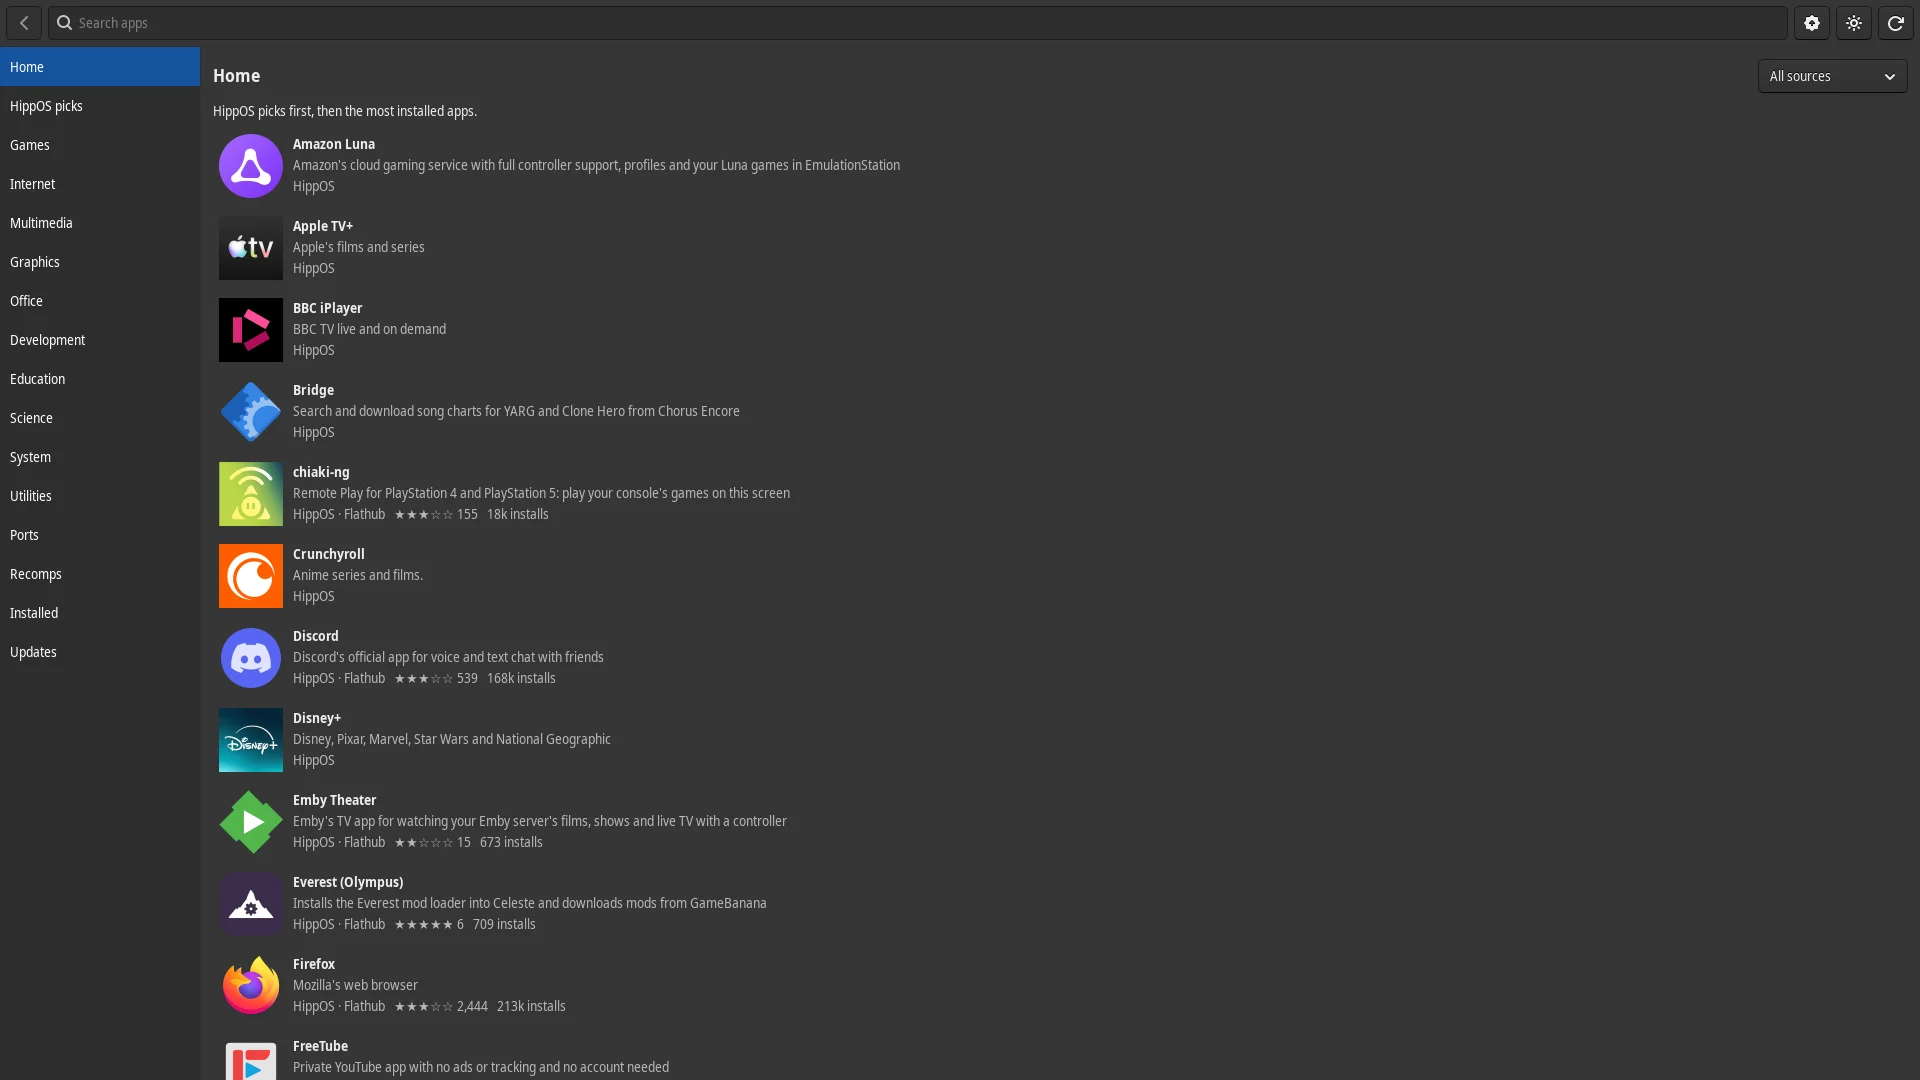 Search apps
Home
HippOS picks
Games
Internet
Multimedia
Graphics
Office
Development
Education
Science
System
Utilities
Ports
Recomps
Installed
Updates
Home
All sources
HippOS picks first, then the most installed apps.
Amazon Luna
Amazon's cloud gaming service with full controller support, profiles and your Luna games in EmulationStation
HippOS
tv
Apple TV+
Apple's films and series
HippOS
BBC iPlayer
BBC TV live and on demand
HippOS
Bridge
Search and download song charts for YARG and Clone Hero from Chorus Encore
HippOS
chiaki-ng
Remote Play for PlayStation 4 and PlayStation 5: play your console's games on this screen
HippOS · Flathub ★★★☆☆ 155 18k installs
Crunchyroll
Anime series and films.
HippOS
Discord
Discord's official app for voice and text chat with friends
HippOS · Flathub ★★★☆☆ 539 168k installs
Disney+
Disney+
Disney, Pixar, Marvel, Star Wars and National Geographic
HippOS
Emby Theater
Emby's TV app for watching your Emby server's films, shows and live TV with a controller
HippOS · Flathub ★★☆☆☆ 15 673 installs
Everest (Olympus)
Installs the Everest mod loader into Celeste and downloads mods from GameBanana
HippOS · Flathub ★★★★★ 6 709 installs
Firefox
Mozilla's web browser
HippOS · Flathub ★★★☆☆ 2,444 213k installs
FreeTube
Private YouTube app with no ads or tracking and no account needed